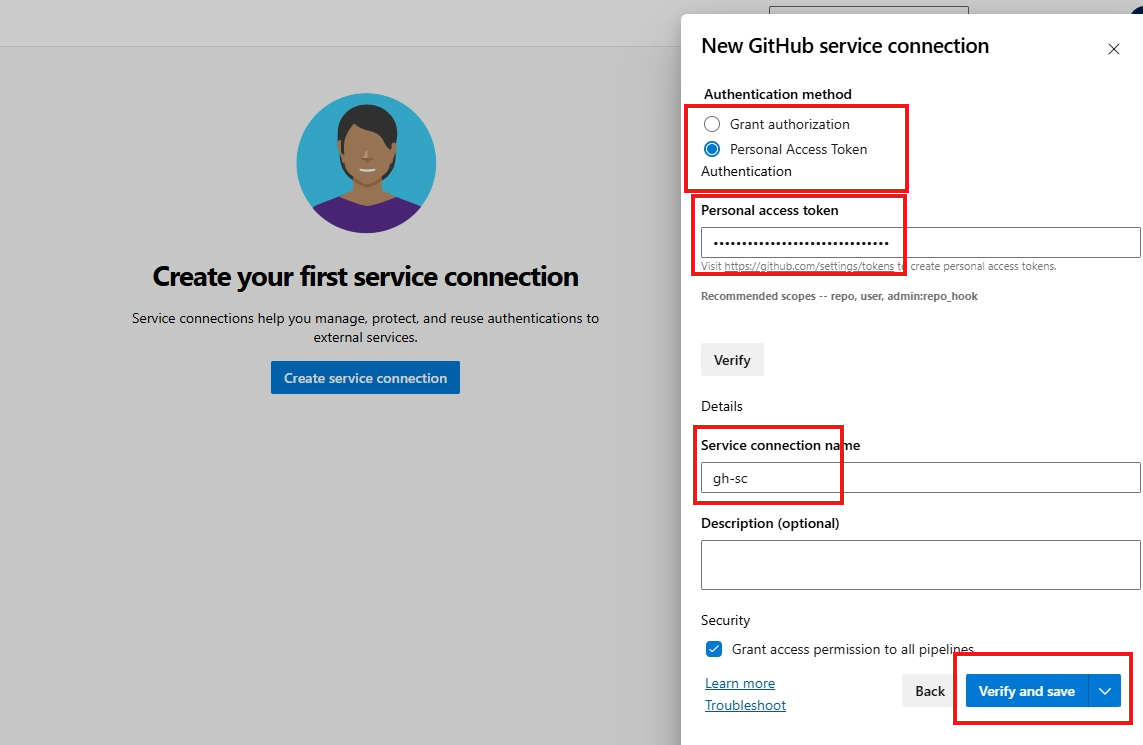 Create your first service connection
Service connections help you manage, protect, and reuse authentications to
external services.
Create service connection
New GitHub service connection
Authentication method
Grant authorization
Personal Access Token
Authentication
Personal access token
•••••••••••••••••••••••••••••••
Visit https://github.com/settings/tokens to create personal access tokens.
Recommended scopes -- repo, user, admin:repo_hook
Verify
Details
Service connection name
gh-sc
Description (optional)
Security
Grant access permission to all pipelines
Learn more
Troubleshoot
Back
Verify and save